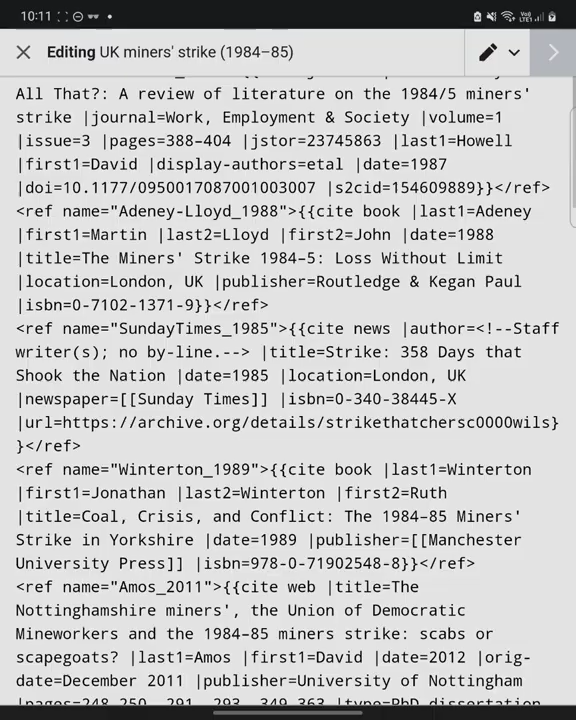 10:11
Editing UK miners' strike (1984–85)
All That?: A review of literature on the 1984/5 miners'
strike |journal=Work, Employment & Society |volume=1
|issue=3 |pages=388–404 |jstor=23745863 |last1=Howell
|first1=David |display-authors=etal |date=1987
|doi=10.1177/0950017087001003007 |s2cid=154609889}}</ref>
<ref name="Adeney-Lloyd_1988">{{cite book |last1=Adeney
|first1=Martin |last2=Lloyd |first2=John |date=1988
|title=The Miners' Strike 1984–5: Loss Without Limit
|location=London, UK |publisher=Routledge & Kegan Paul
|isbn=0-7102-1371-9}}</ref>
<ref name="SundayTimes_1985">{{cite news |author=<!--Staff
writer(s); no by-line.--> |title=Strike: 358 Days that
Shook the Nation |date=1985 |location=London, UK
|newspaper=[[Sunday Times]] |isbn=0-340-38445-X
|url=https://archive.org/details/strikethatchersc0000wils}
}</ref>
<ref name="Winterton_1989">{{cite book |last1=Winterton
|first1=Jonathan |last2=Winterton |first2=Ruth
|title=Coal, Crisis, and Conflict: The 1984–85 Miners'
Strike in Yorkshire |date=1989 |publisher=[[Manchester
University Press]] |isbn=978-0-71902548-8}}</ref>
<ref name="Amos_2011">{{cite web |title=The
Nottinghamshire miners', the Union of Democratic
Mineworkers and the 1984–85 miners strike: scabs or
scapegoats? |last1=Amos |first1=David |date=2012 |orig-
date=December 2011 |publisher=University of Nottingham
|pages=248,250, 291, 293, 349,363 |type=PhD dissertation